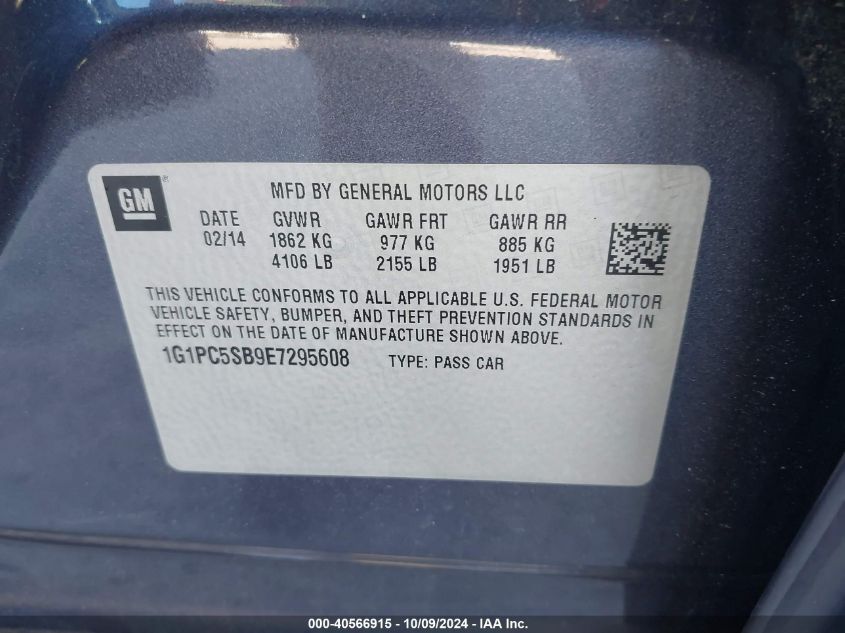 GM®
MFD BY GENERAL MOTORS LLC
DATE GVWR GAWR FRT GAWR RR
02/14 1862 KG 977 KG 885 KG
4106 LB 2155 LB 1951 LB
THIS VEHICLE CONFORMS TO ALL APPLICABLE U.S. FEDERAL MOTOR
VEHICLE SAFETY, BUMPER, AND THEFT PREVENTION STANDARDS IN
EFFECT ON THE DATE OF MANUFACTURE SHOWN ABOVE.
1G1PC5SB9E7295608 TYPE: PASS CAR
000-40566915 - 10/09/2024 - IAA Inc.